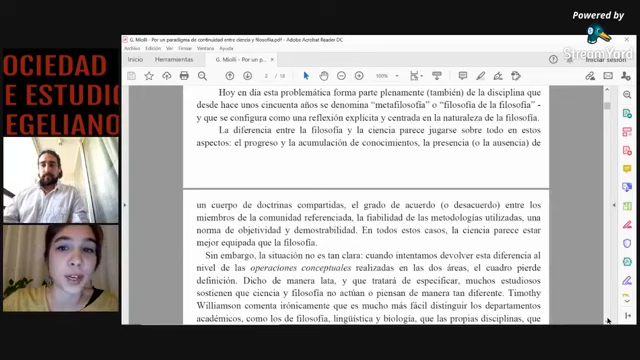 Powered by
StreamYard
G. Miolli - Por un paradigma de continuidad entre ciencia y filosofía.pdf - Adobe Acrobat Reader DC
Archivo Edición Ver Firmar Ventana Ayuda
Inicio Herramientas G. Miolli - Por un p... × Iniciar sesión
2 / 18 100%
OCIEDAD
E ESTUDIO
EGELIANO
Hoy en día esta problemática forma parte plenamente (también) de la disciplina que
desde hace unos cincuenta años se denomina “metafilosofía” o “filosofía de la filosofía” -
y que se configura como una reflexión explícita y centrada en la naturaleza de la filosofía.
La diferencia entre la filosofía y la ciencia parece jugarse sobre todo en estos
aspectos: el progreso y la acumulación de conocimientos, la presencia (o la ausencia) de
un cuerpo de doctrinas compartidas, el grado de acuerdo (o desacuerdo) entre los
miembros de la comunidad referenciada, la fiabilidad de las metodologías utilizadas, una
norma de objetividad y demostrabilidad. En todos estos casos, la ciencia parece estar
mejor equipada que la filosofía.
Sin embargo, la situación no es tan clara: cuando intentamos devolver esta diferencia al
nivel de las operaciones conceptuales realizadas en las dos áreas, el cuadro pierde
definición. Dicho de manera lata, y que tratará de especificar, muchos estudiosos
sostienen que ciencia y filosofía no actúan o piensan de manera tan diferente. Timothy
Williamson comenta irónicamente que es mucho más fácil distinguir los departamentos
académicos, como los de filosofía, lingüística y biología, que las propias disciplinas, que